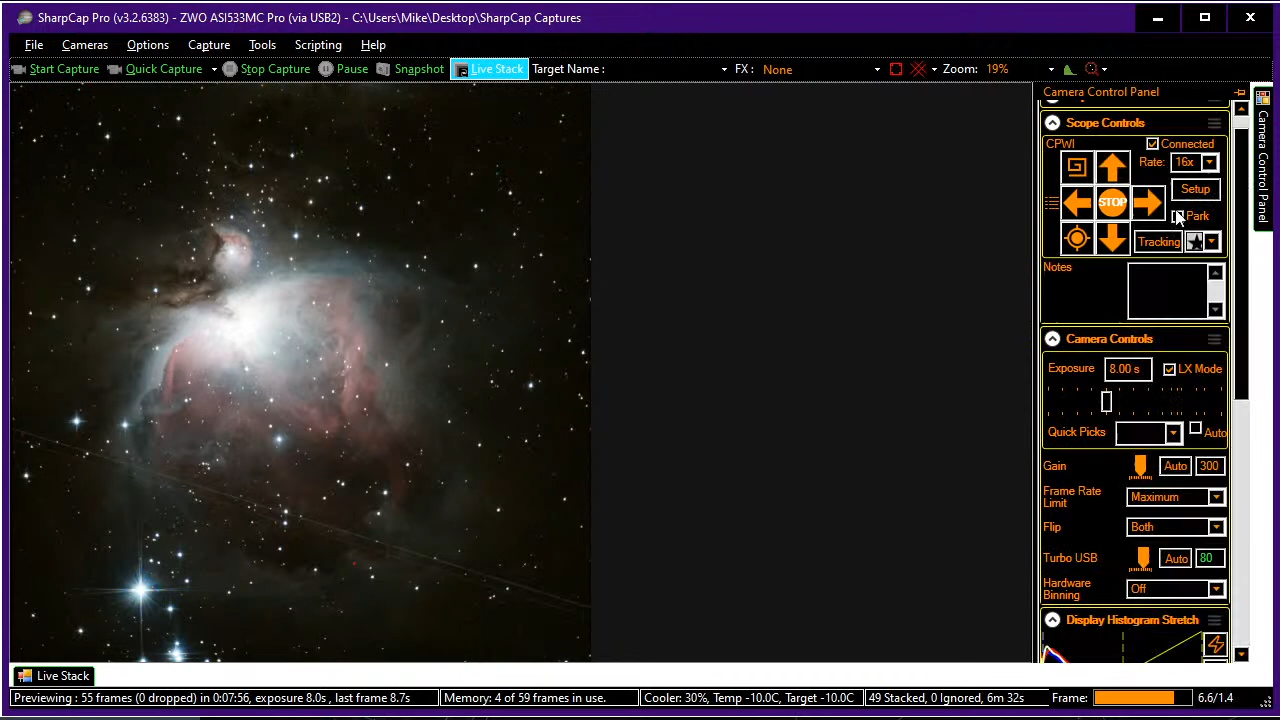 SharpCap Pro (v3.2.6383) - ZWO ASI533MC Pro (via USB2) - C:\Users\Mike\Desktop\SharpCap Captures
File Cameras Options Capture Tools Scripting Help
Start Capture Quick Capture Stop Capture Pause Snapshot Live Stack Target Name : FX : None Zoom: 19%
Camera Control Panel
Camera Control Panel
Scope Controls
CPWI Connected
Rate: 16x
Setup
STOP
Park
Tracking
Notes
Camera Controls
Exposure 8.00 s LX Mode
Quick Picks Auto
Gain Auto 300
Frame Rate
Limit
Maximum
Flip Both
Turbo USB Auto 80
Hardware
Binning
Off
Display Histogram Stretch
Live Stack
Previewing : 55 frames (0 dropped) in 0:07:56, exposure 8.0s , last frame 8.7s Memory: 4 of 59 frames in use. Cooler: 30%, Temp -10.0C, Target -10.0C 49 Stacked, 0 Ignored, 6m 32s Frame: 6.6/1.4